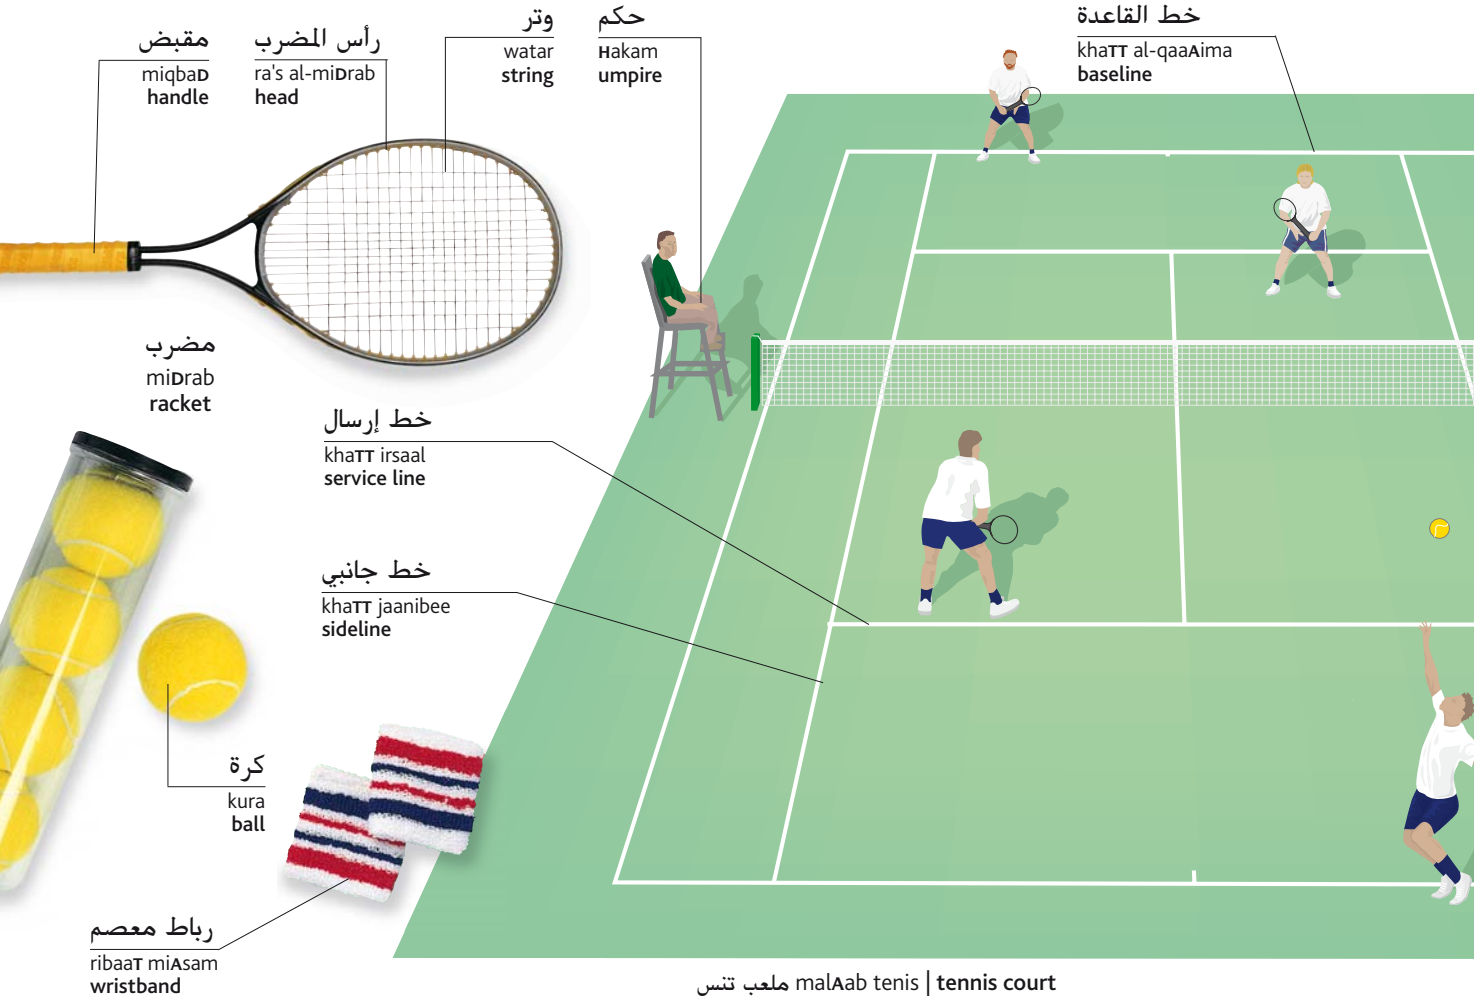 مقبض
miqbaD
handle
رأس المضرب
ra's al-miDrab
head
وتر
watar
string
حكم
Hakam
umpire
خط القاعدة
khaTT al-qaaAima
baseline
مضرب
miDrab
racket
خط إرسال
khaTT irsaal
service line
خط جانبي
khaTT jaanibee
sideline
كرة
kura
ball
رباط معصم
ribaaT miAsam
wristband
ملعب تنس malAab tenis | tennis court